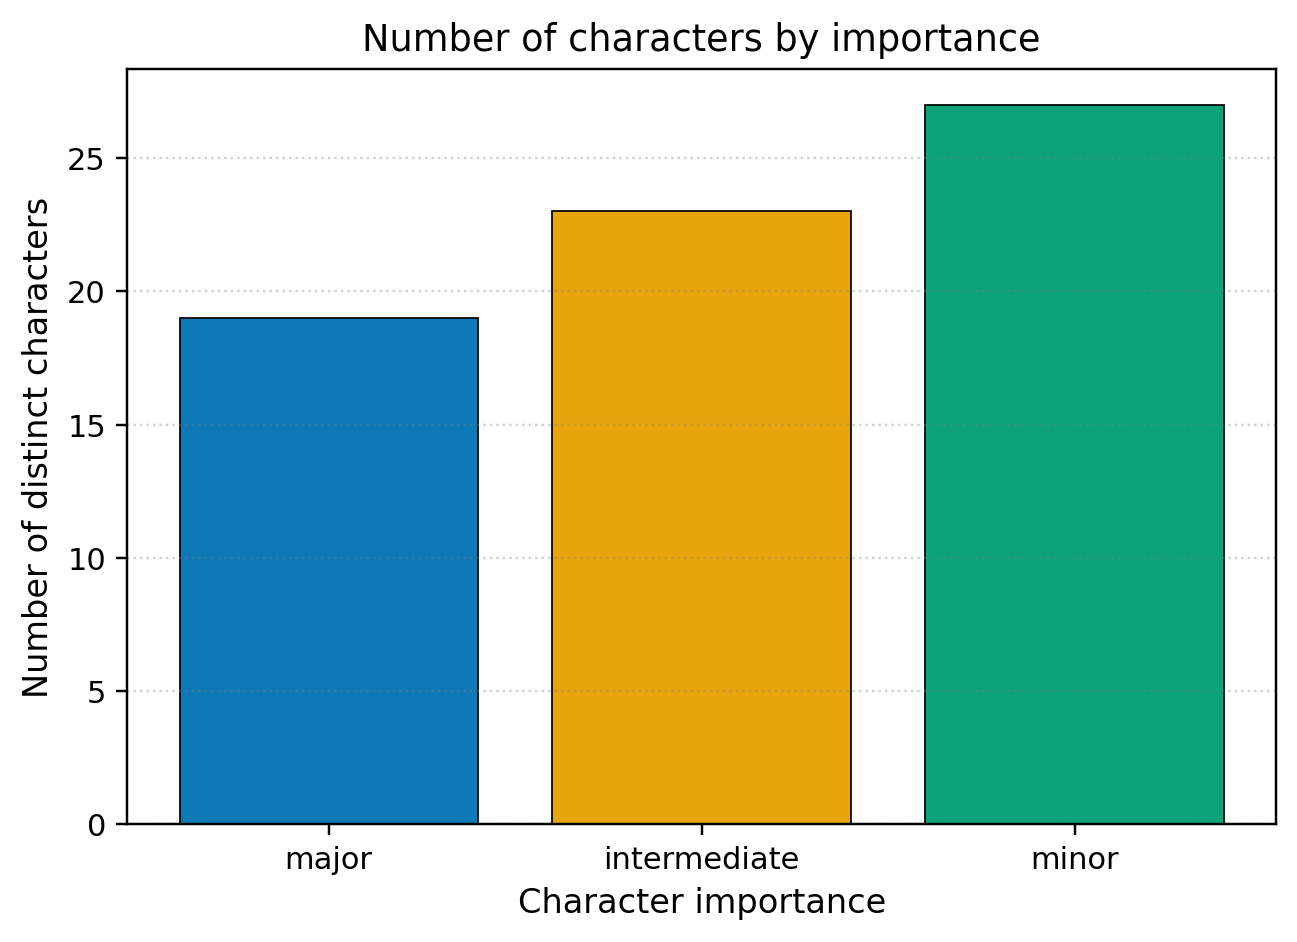 Number of characters by importance
Number of distinct characters
25
20
15
10
5
0
major
intermediate
minor
Character importance